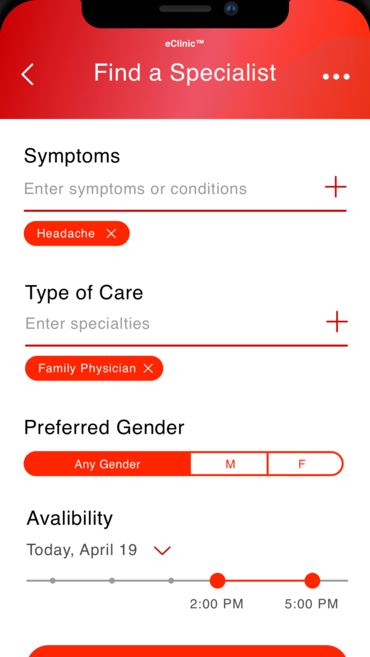 eClinic™
Find a Specialist
Symptoms
Enter symptoms or conditions
Headache
Type of Care
Enter specialties
Family Physician
Preferred Gender
Any Gender M F
Avalibility
Today, April 19
2:00 PM 5:00 PM